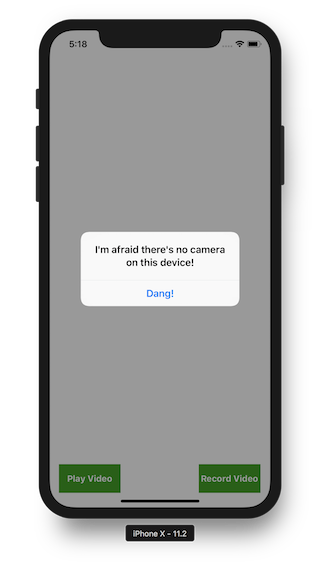 5:18
I'm afraid there's no camera
on this device!
Dang!
Play Video
Record Video
iPhone X - 11.2